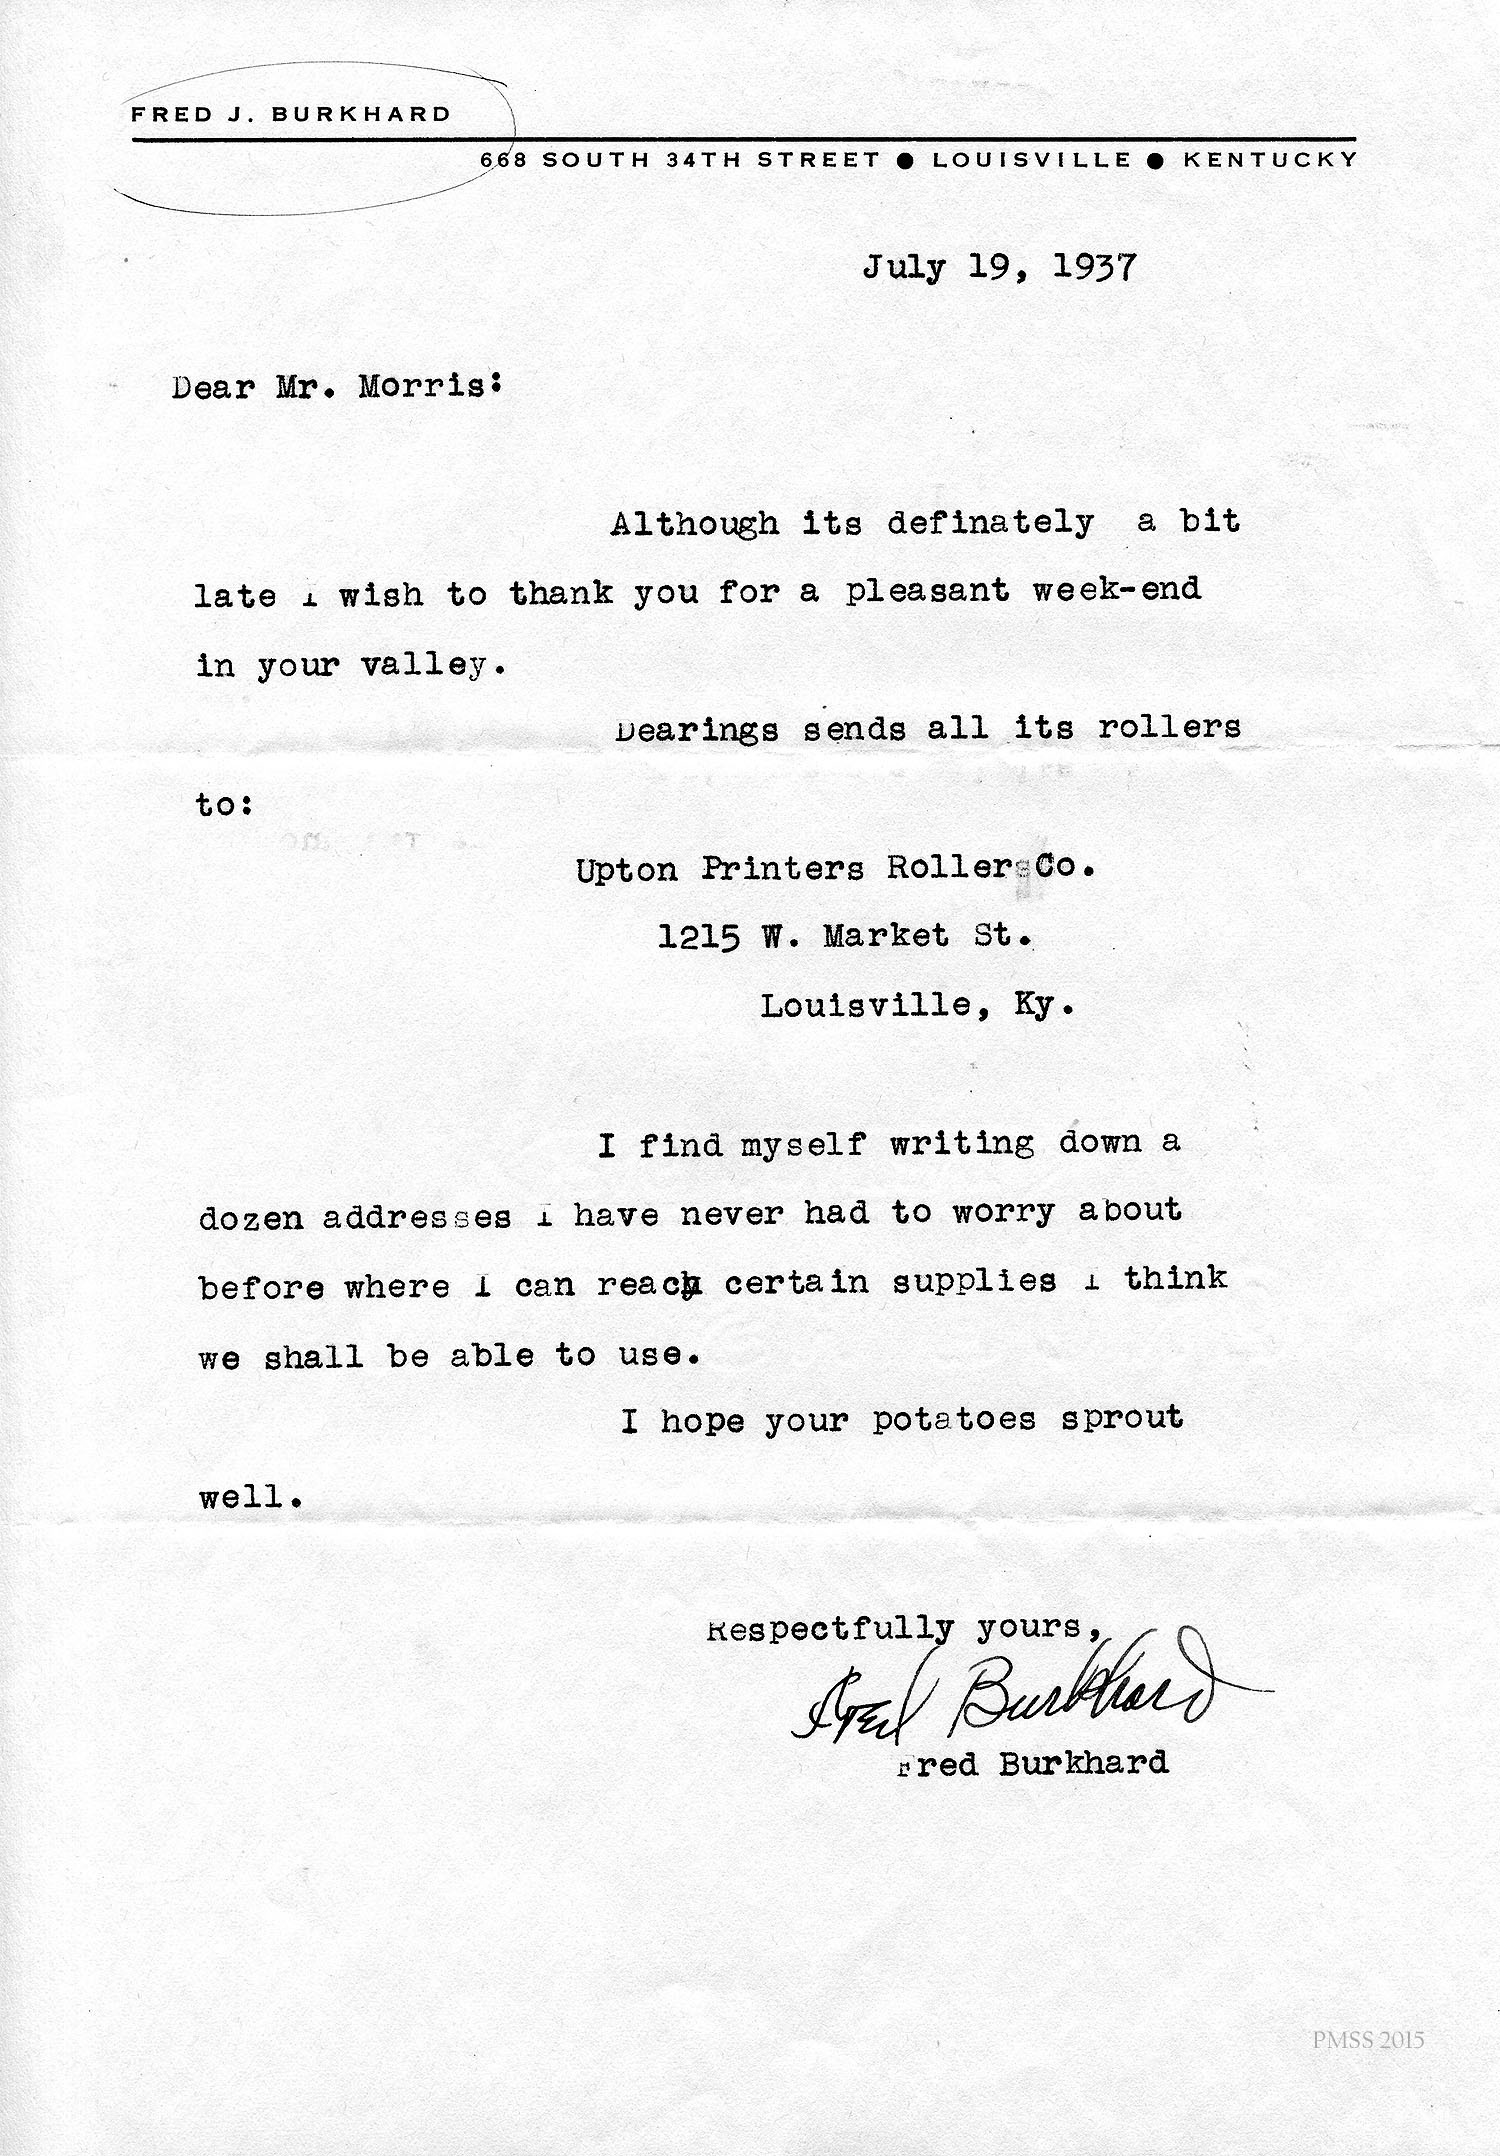 FRED J. BURKHARD
668 SOUTH 34TH STREET ● LOUISVILLE ● KENTUCKY
July 19, 1937
Dear Mr. Morris:
Although its definately a bit
late I wish to thank you for a pleasant week-end
in your valley.
Dearings sends all its rollers
to:
Upton Printers Roller Co.
1215 W. Market St.
Louisville, Ky.
I find myself writing down a
dozen addresses I have never had to worry about
before where I can reach certain supplies I think
we shall be able to use.
I hope your potatoes sprout
well.
Respectfully yours,
Fred Burkhard
Fred Burkhard
PMSS 2015